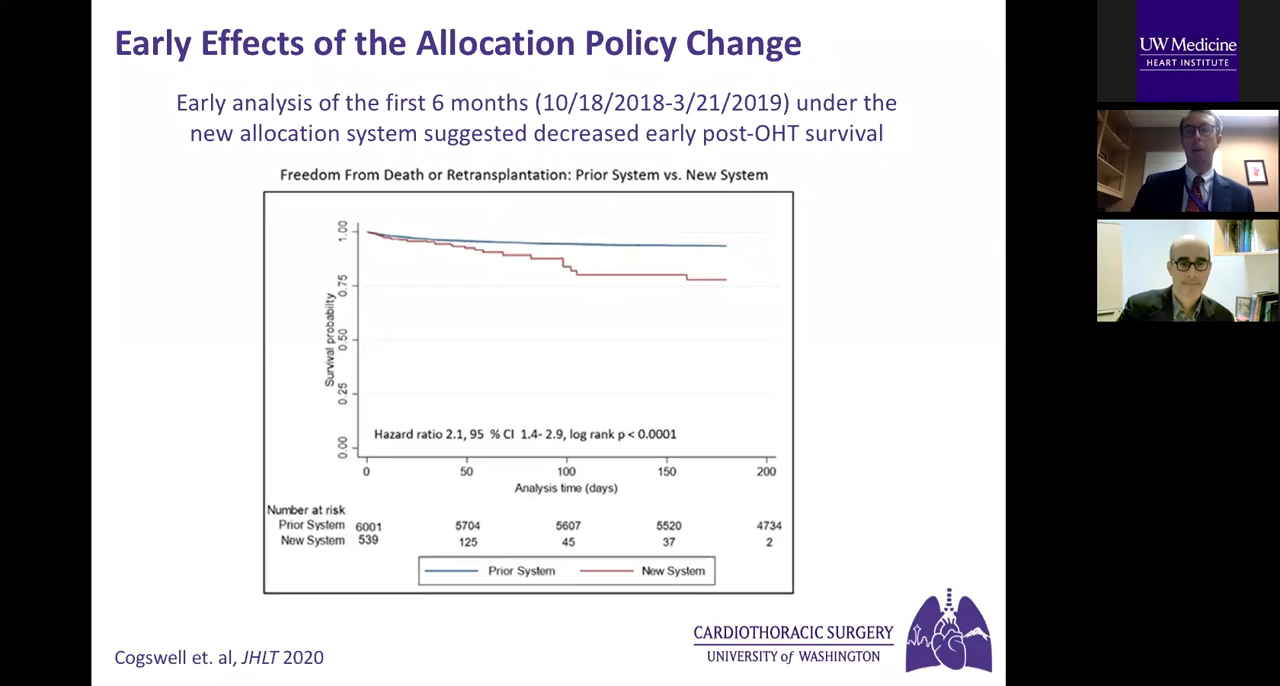 Early Effects of the Allocation Policy Change
Early analysis of the first 6 months (10/18/2018-3/21/2019) under the
new allocation system suggested decreased early post-OHT survival
Freedom From Death or Retransplantation: Prior System vs. New System
Survival probabilty
1.00
0.75
0.50
0.25
0.00
Hazard ratio 2.1, 95 % CI 1.4- 2.9, log rank p < 0.0001
0 50 100 150 200
Analysis time (days)
Number at risk
Prior System 6001 5704 5607 5520 4734
New System 539 125 45 37 2
Prior System New System
Cogswell et. al, JHLT 2020
CARDIOTHORACIC SURGERY
UNIVERSITY of WASHINGTON
UW Medicine
HEART INSTITUTE